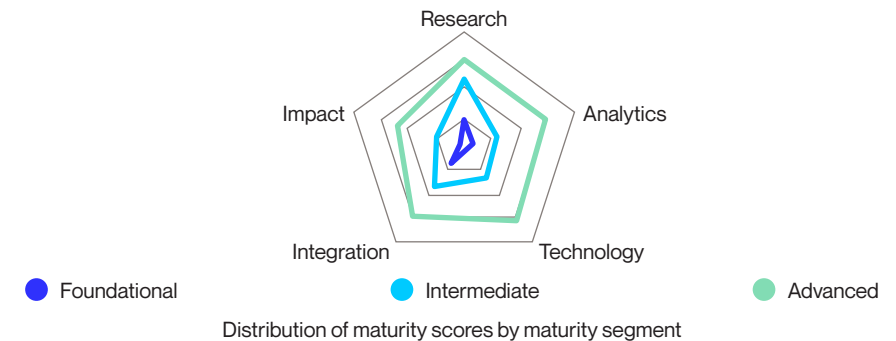 Research
Impact
Analytics
Integration
Technology
Foundational
Intermediate
Advanced
Distribution of maturity scores by maturity segment